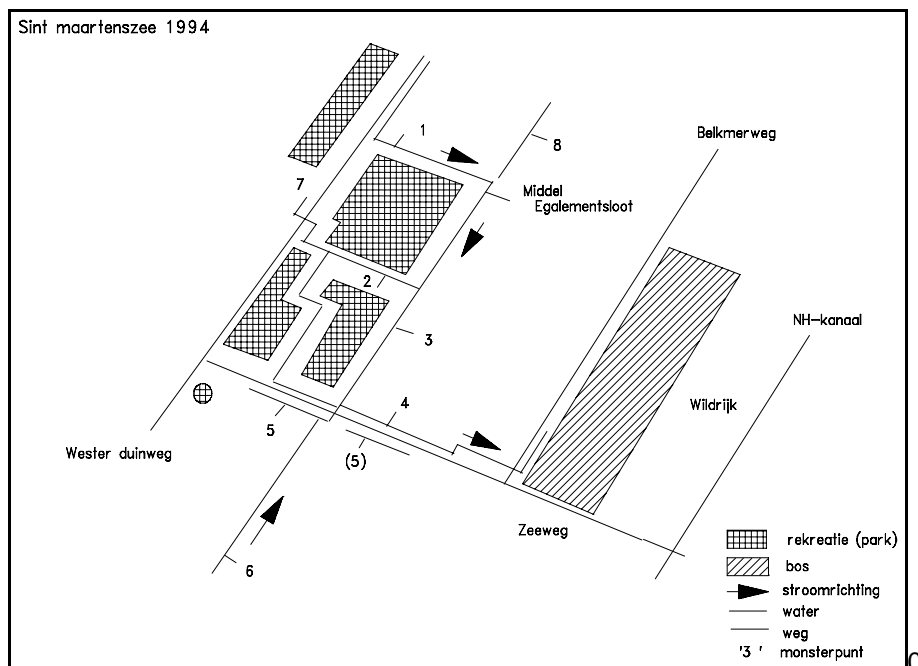 Sint maartenszee 1994
1
8
Belkmerweg
7
Middel
Egalementsloot
2
3
NH-kanaal
Wildrijk
4
5
(5)
Wester duinweg
Zeeweg
6
rekreatie (park)
bos
stroomrichting
water
weg
'3 ' monsterpunt